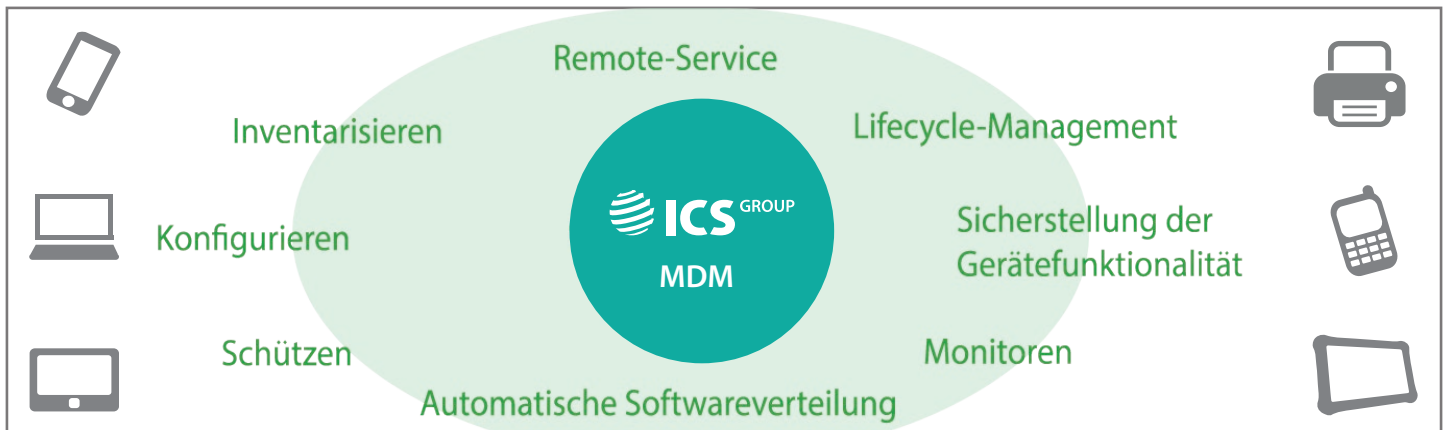 Remote-Service
Inventarisieren
Lifecycle-Management
ICS GROUP
MDM
Konfigurieren
Sicherstellung der
Gerätefunktionalität
Schützen
Monitoren
Automatische Softwareverteilung